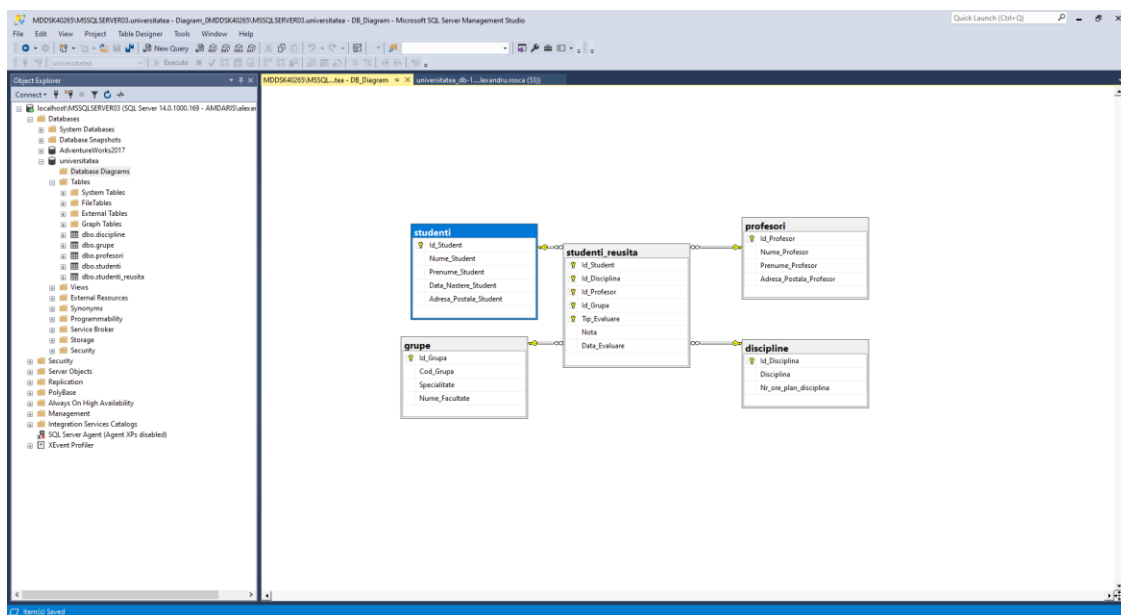 MDDSK40265\MSSQLSERVER03.universitatea - Diagram_0MDDSK40265\MSSQLSERVER03.universitatea - DB_Diagram - Microsoft SQL Server Management Studio
Quick Launch (Ctrl+Q)
File Edit View Project Table Designer Tools Window Help
New Query
universitatea
Execute
Object Explorer
MDDSK40265\MSSQL...tea - DB_Diagram
universitatea_db-1....lexandru.rosca (53))
Connect
localhost\MSSQLSERVER03 (SQL Server 14.0.1000.169 - AMDARIS\alexar
Databases
System Databases
Database Snapshots
AdventureWorks2017
universitatea
Database Diagrams
Tables
System Tables
FileTables
External Tables
Graph Tables
dbo.discipline
dbo.grupe
dbo.profesori
dbo.studenti
dbo.studenti_reusita
Views
External Resources
Synonyms
Programmability
Service Broker
Storage
Security
Security
Server Objects
Replication
PolyBase
Always On High Availability
Management
Integration Services Catalogs
SQL Server Agent (Agent XPs disabled)
XEvent Profiler
studenti
Id_Student
Nume_Student
Prenume_Student
Data_Nastere_Student
Adresa_Postala_Student
studenti_reusita
Id_Student
Id_Disciplina
Id_Profesor
Id_Grupa
Tip_Evaluare
Nota
Data_Evaluare
profesori
Id_Profesor
Nume_Profesor
Prenume_Profesor
Adresa_Postala_Profesor
grupe
Id_Grupa
Cod_Grupa
Specialitate
Nume_Facultate
discipline
Id_Disciplina
Disciplina
Nr_ore_plan_disciplina
Item(s) Saved